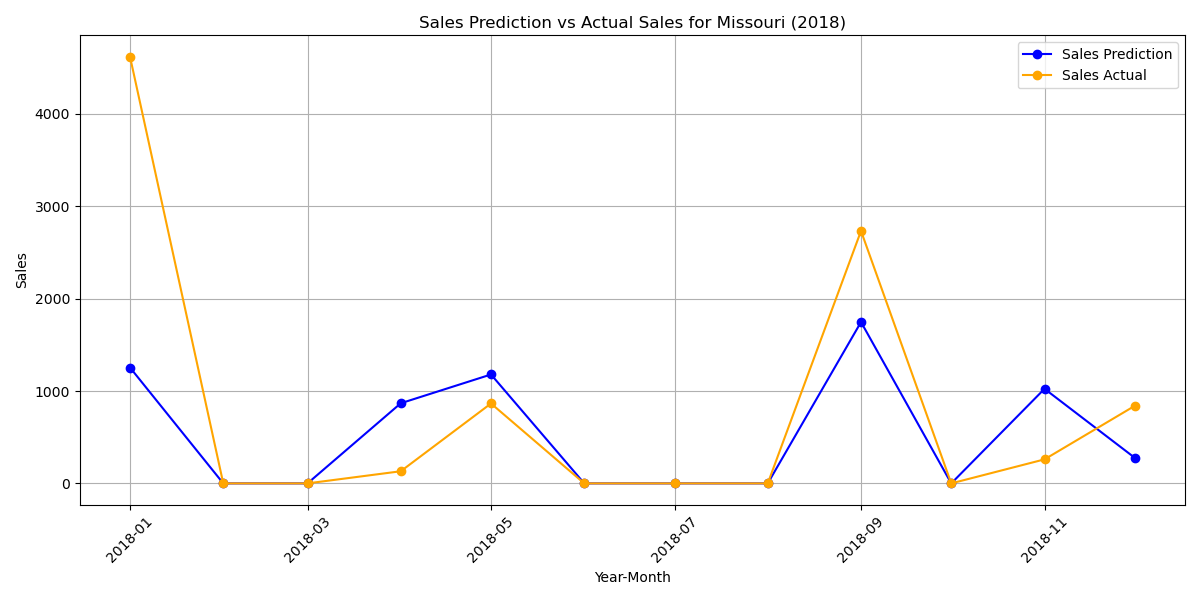 Sales Prediction vs Actual Sales for Missouri (2018)
Sales Prediction
Sales Actual
4000
3000
2000
1000
0
Sales
2018-01
2018-03
2018-05
2018-07
2018-09
2018-11
Year-Month